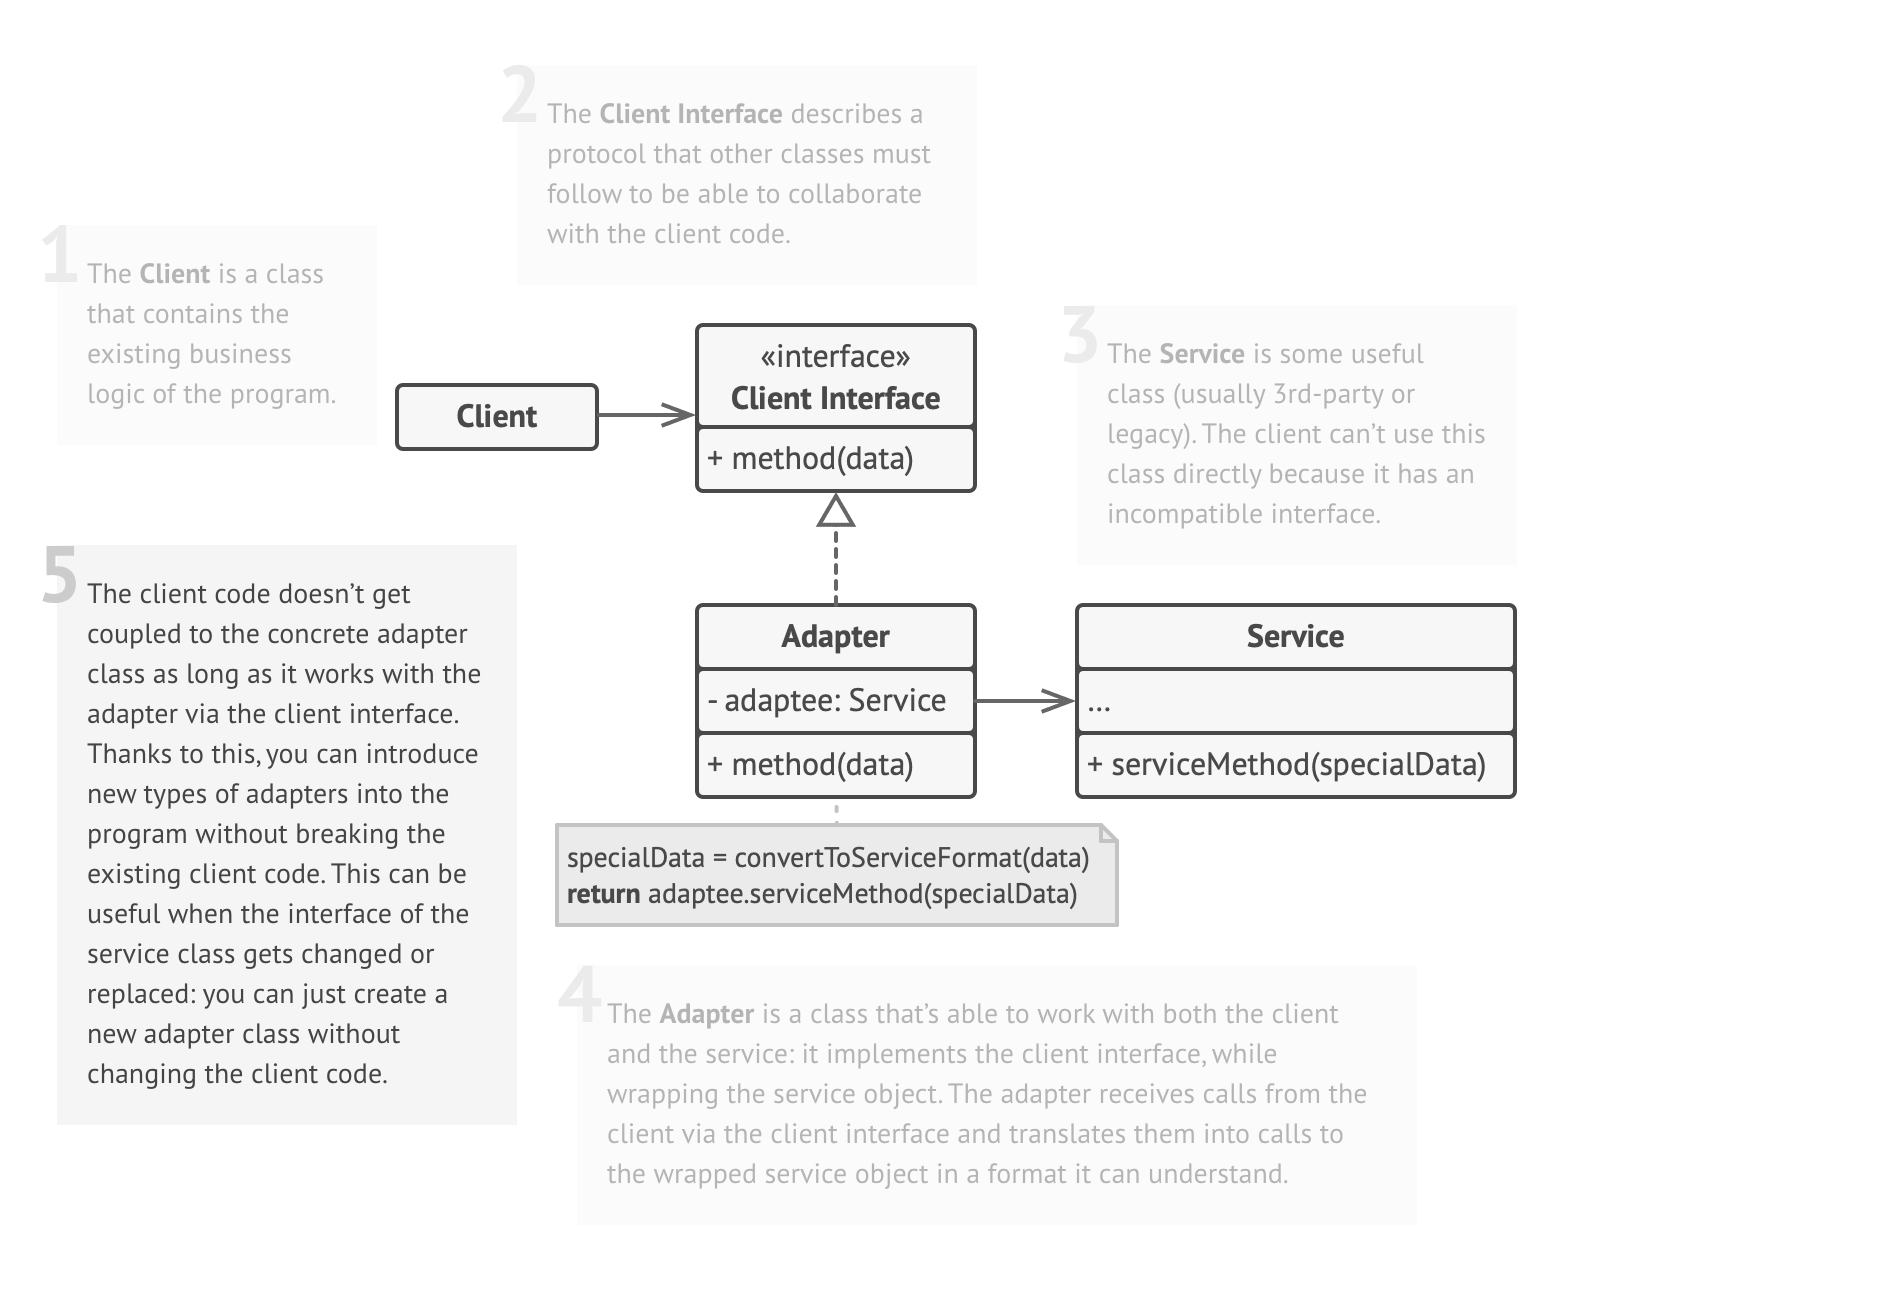 2
The Client Interface describes a
protocol that other classes must
follow to be able to collaborate
with the client code.
1
The Client is a class
that contains the
existing business
logic of the program.
3
The Service is some useful
class (usually 3rd-party or
legacy). The client can’t use this
class directly because it has an
incompatible interface.
Client
«interface»
Client Interface
+ method(data)
5
The client code doesn’t get
coupled to the concrete adapter
class as long as it works with the
adapter via the client interface.
Thanks to this, you can introduce
new types of adapters into the
program without breaking the
existing client code. This can be
useful when the interface of the
service class gets changed or
replaced: you can just create a
new adapter class without
changing the client code.
Adapter
- adaptee: Service
+ method(data)
Service
...
+ serviceMethod(specialData)
specialData = convertToServiceFormat(data)
return adaptee.serviceMethod(specialData)
4
The Adapter is a class that’s able to work with both the client
and the service: it implements the client interface, while
wrapping the service object. The adapter receives calls from the
client via the client interface and translates them into calls to
the wrapped service object in a format it can understand.